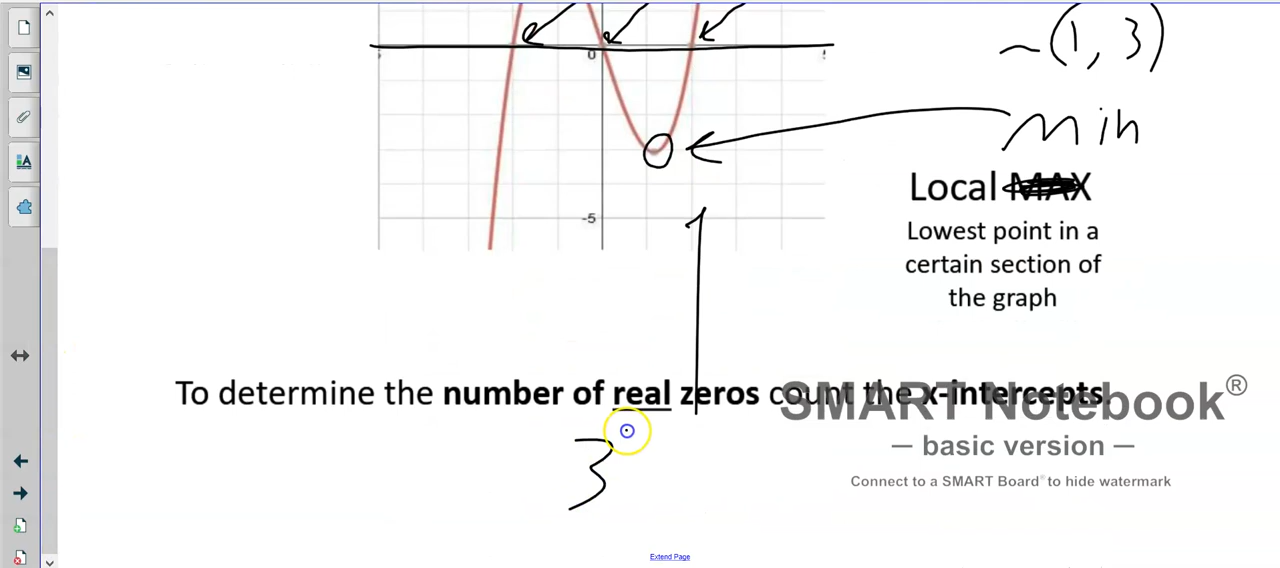 ~(1, 3)
0
5
min
Local MAX
Lowest point in a
certain section of
the graph
-5
To determine the number of real zeros count the x-intercepts.
SMART Notebook®
— basic version —
Connect to a SMART Board® to hide watermark
3
Extend Page